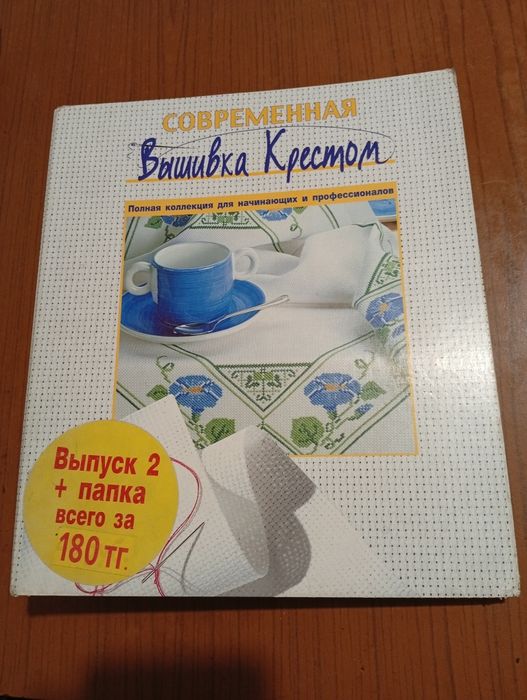 СОВРЕМЕННАЯ
Вышивка Крестом
Полная коллекция для начинающих и профессионалов
Выпуск 2
+ папка
всего за
180 тг.